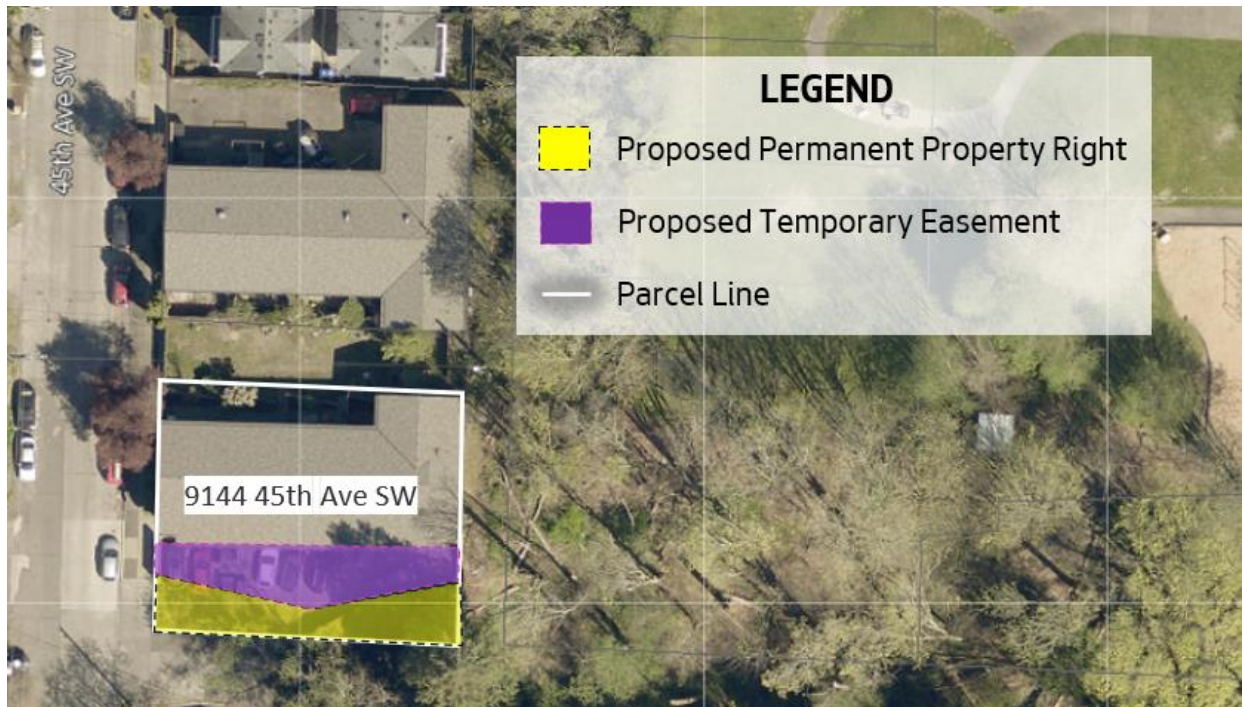 45th Ave SW
LEGEND
Proposed Permanent Property Right
Proposed Temporary Easement
Parcel Line
9144 45th Ave SW